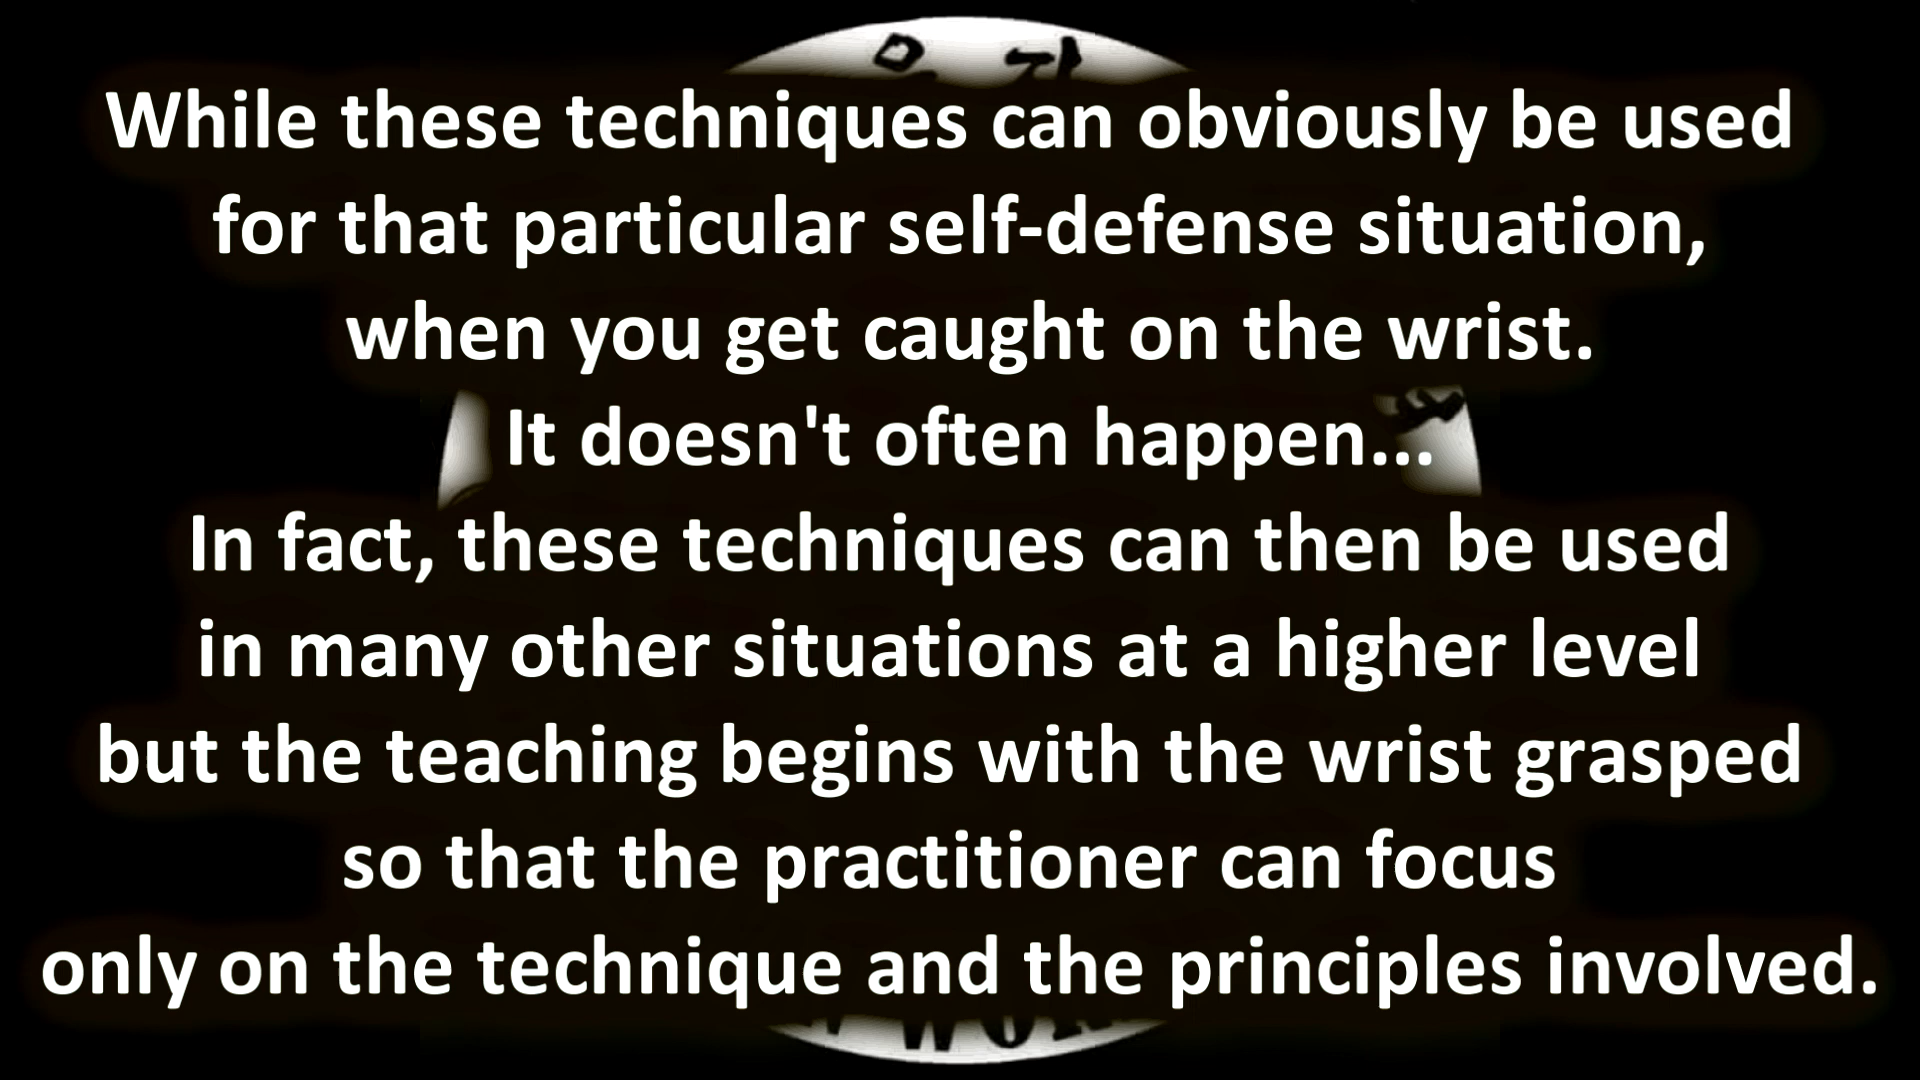 While these techniques can obviously be used
for that particular self-defense situation,
when you get caught on the wrist.
It doesn't often happen...
In fact, these techniques can then be used
in many other situations at a higher level
but the teaching begins with the wrist grasped
so that the practitioner can focus
only on the technique and the principles involved.